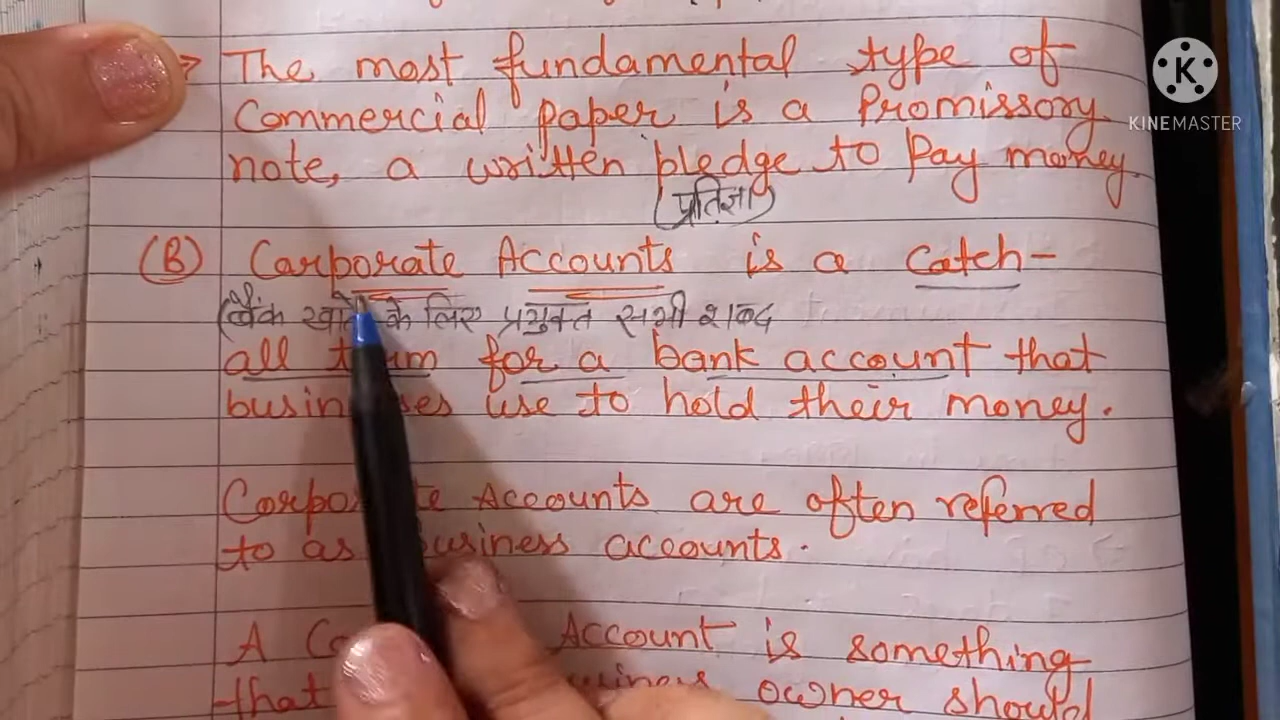 The most fundamental type of
Commercial paper is a Promissory
note, a written pledge to Pay money.
(प्रतिज्ञा)
(B) Corporate Accounts is a catch-
(बैंक खाते के लिए प्रयुक्त सभी शब्द
all for a bank account that
use to hold their money.
Accounts are often referred
to as business accounts.
A Account is something
that owner should
K
KINEMASTER